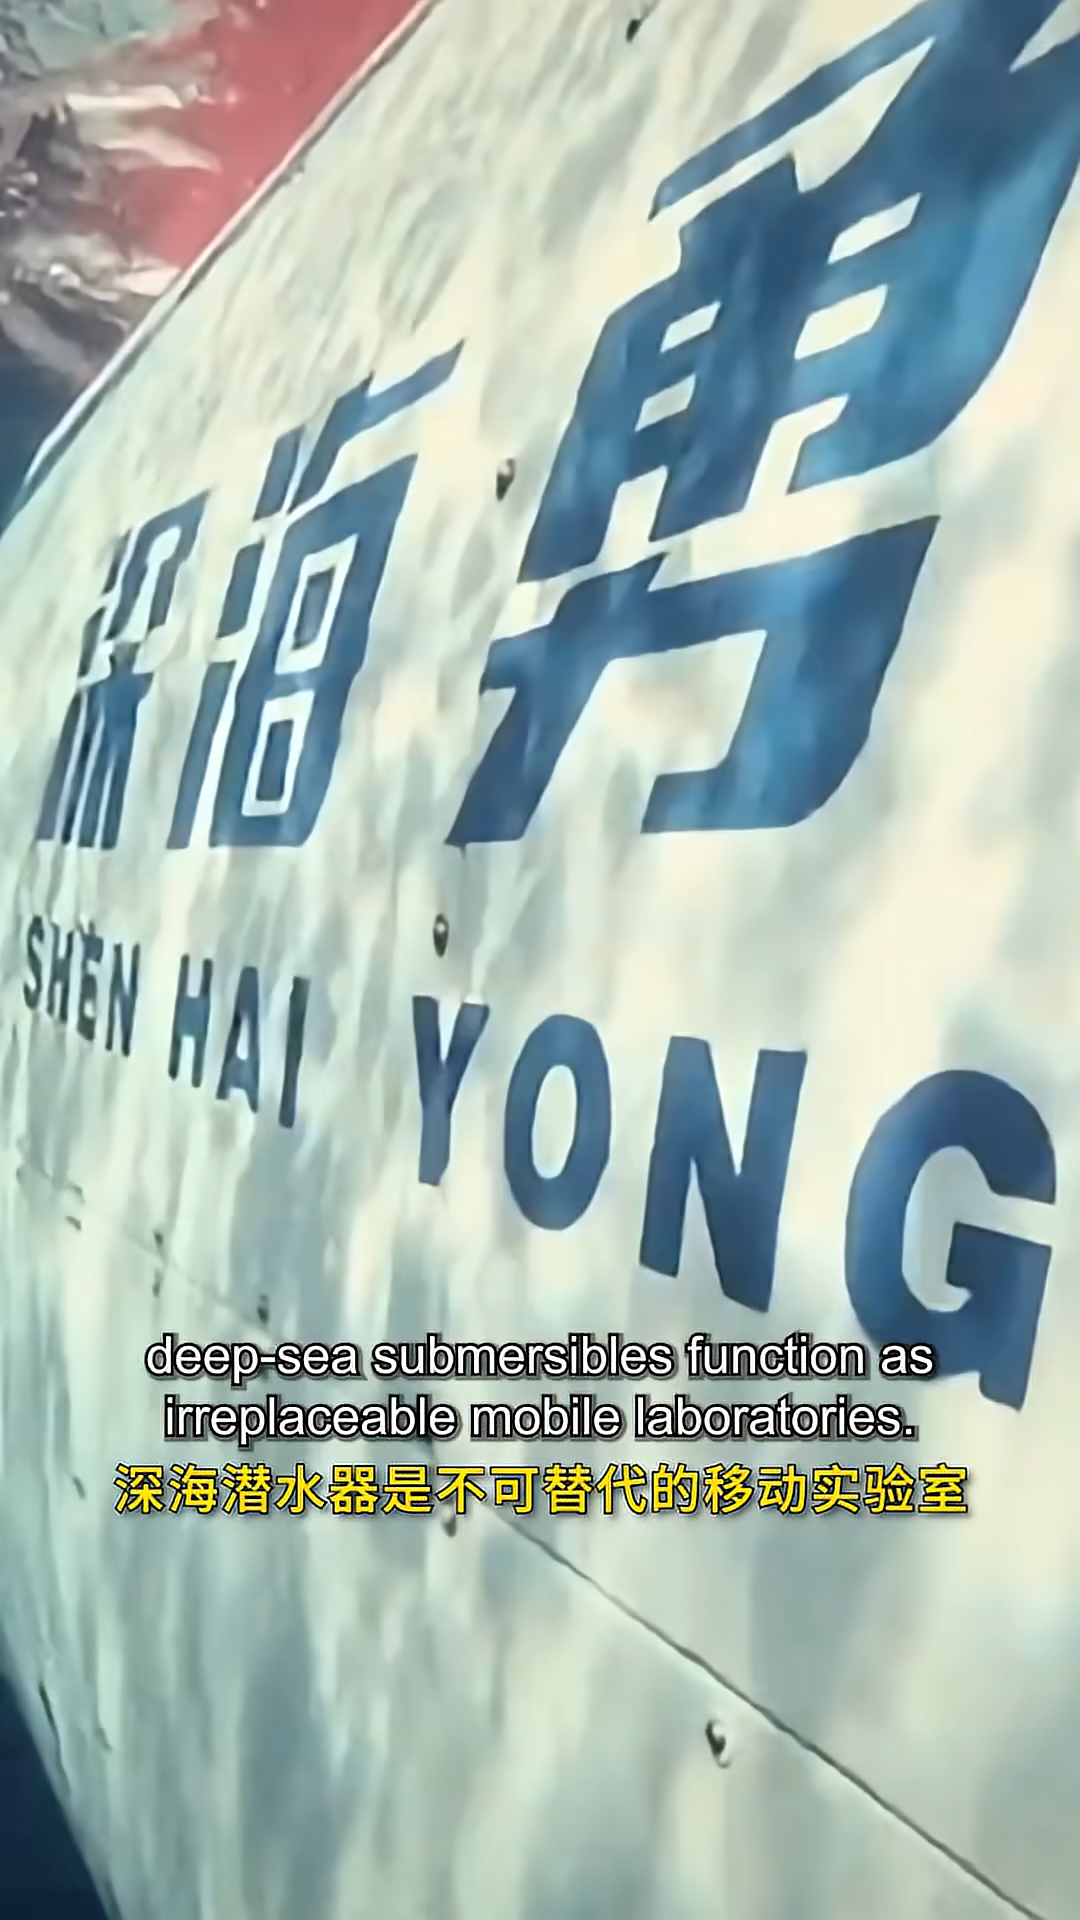 深海勇
SHEN HAI YONG
deep-sea submersibles function as
irreplaceable mobile laboratories.
深海潜水器是不可替代的移动实验室